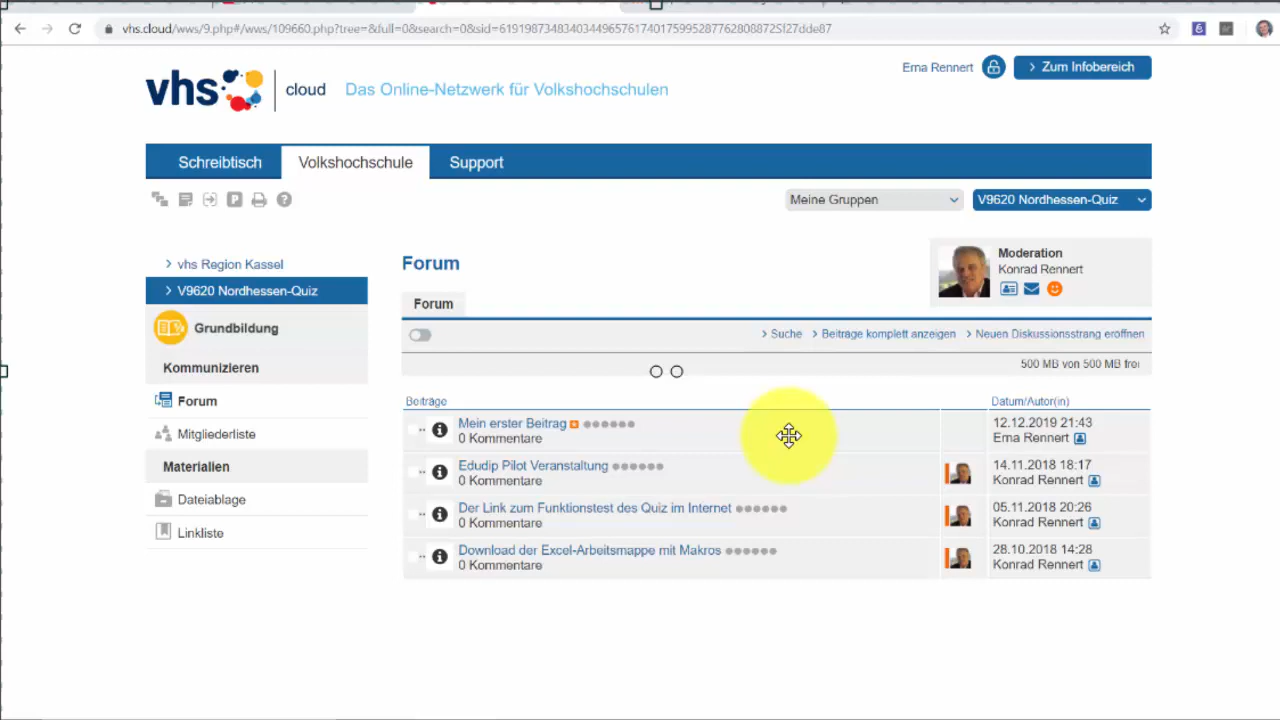 vhs.cloud/wws/9.php#/wws/109660.php?tree=&full=0&search=0&sid=61919873483403449657617401759952877628088725f27dde87
Erna Rennert
> Zum Infobereich
vhs cloud Das Online-Netzwerk für Volkshochschulen
Schreibtisch Volkshochschule Support
Meine Gruppen V9620 Nordhessen-Quiz
> vhs Region Kassel
> V9620 Nordhessen-Quiz
Grundbildung
Kommunizieren
Forum
Mitgliederliste
Materialien
Dateiablage
Linkliste
Forum
Moderation
Konrad Rennert
Forum
> Suche > Beiträge komplett anzeigen > Neuen Diskussionsstrang eröffnen
500 MB von 500 MB frei
Beiträge Datum/Autor(in)
Mein erster Beitrag 12.12.2019 21:43
0 Kommentare Erna Rennert
Edudip Pilot Veranstaltung 14.11.2018 18:17
0 Kommentare Konrad Rennert
Der Link zum Funktionstest des Quiz im Internet 05.11.2018 20:26
0 Kommentare Konrad Rennert
Download der Excel-Arbeitsmappe mit Makros 28.10.2018 14:28
0 Kommentare Konrad Rennert